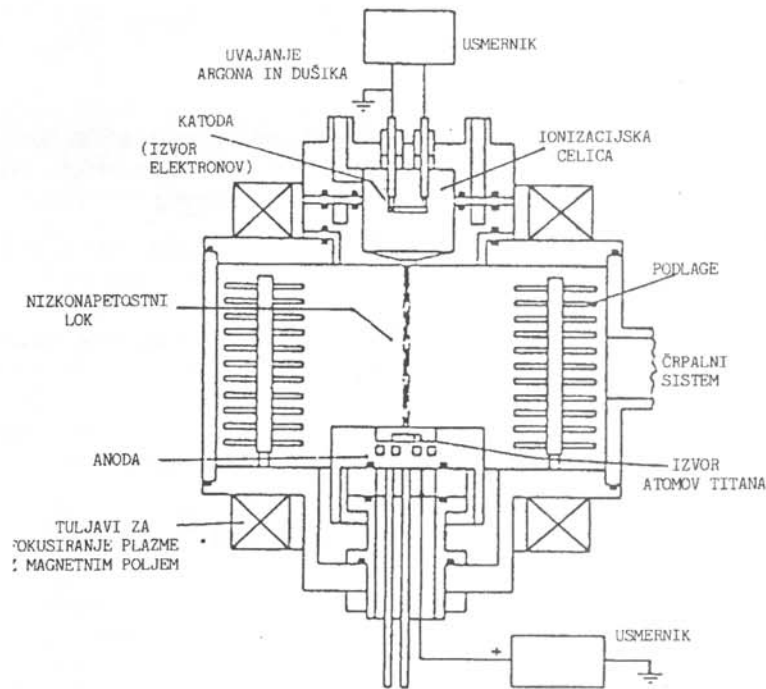 USMERNIK
UVAJANJE
ARGONA IN DUŠIKA
KATODA
(IZVOR
ELEKTRONOV)
IONIZACIJSKA
CELICA
PODLAGE
NIZKONAPETOSTNI
LOK
ČRPALNI
SISTEM
ANODA
IZVOR
ATOMOV TITANA
TULJAVI ZA
FOKUSIRANJE PLAZME
Z MAGNETNIM POLJEM
+
USMERNIK